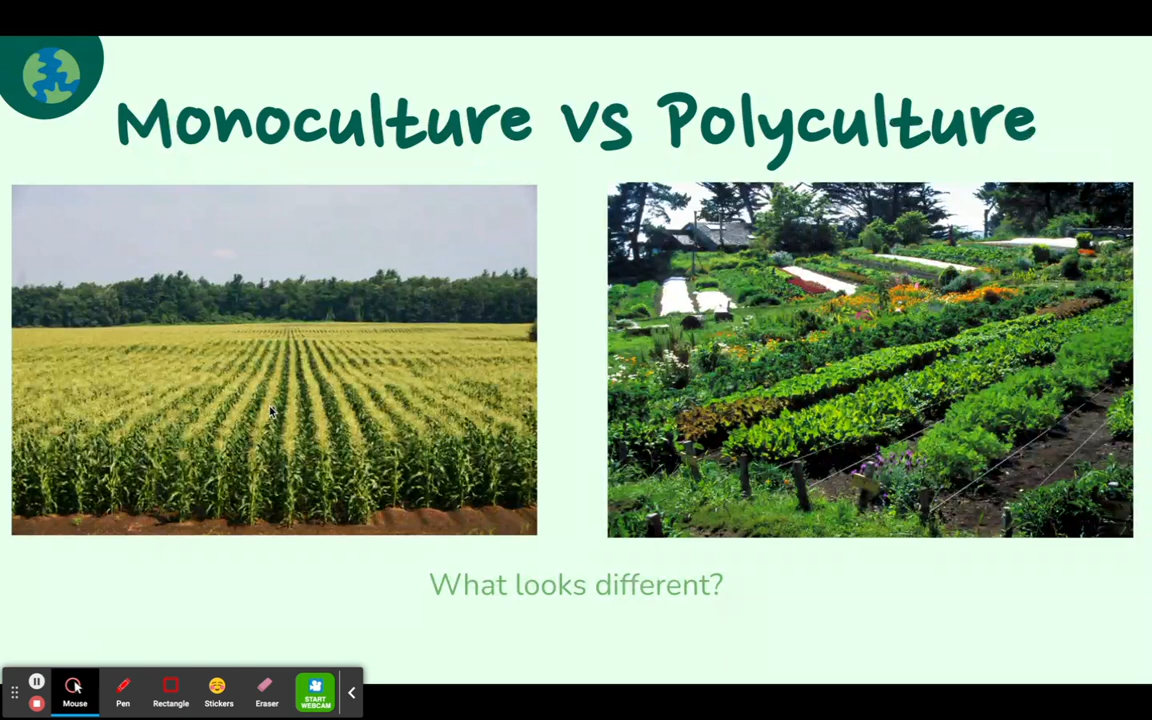 Monoculture vs Polyculture
What looks different?
Mouse
Pen
Rectangle
Stickers
Eraser
START
WEBCAM